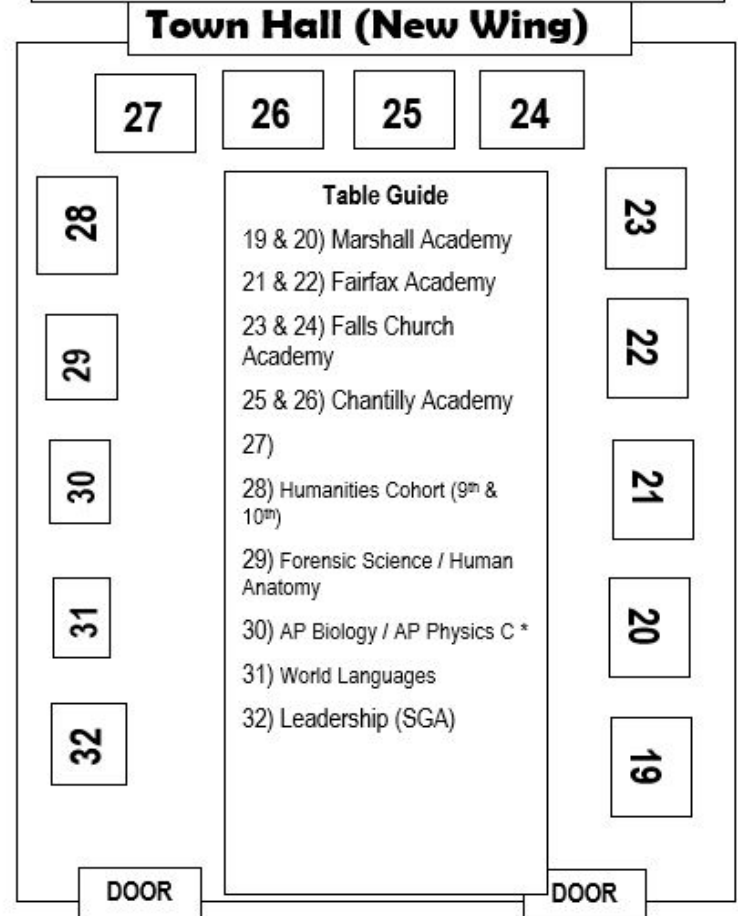 Town Hall (New Wing)
27
26
25
24
28
23
29
22
30
21
31
20
32
19
Table Guide
19 & 20) Marshall Academy
21 & 22) Fairfax Academy
23 & 24) Falls Church
Academy
25 & 26) Chantilly Academy
27)
28) Humanities Cohort (9th &
10th)
29) Forensic Science / Human
Anatomy
30) AP Biology / AP Physics C *
31) World Languages
32) Leadership (SGA)
DOOR
DOOR